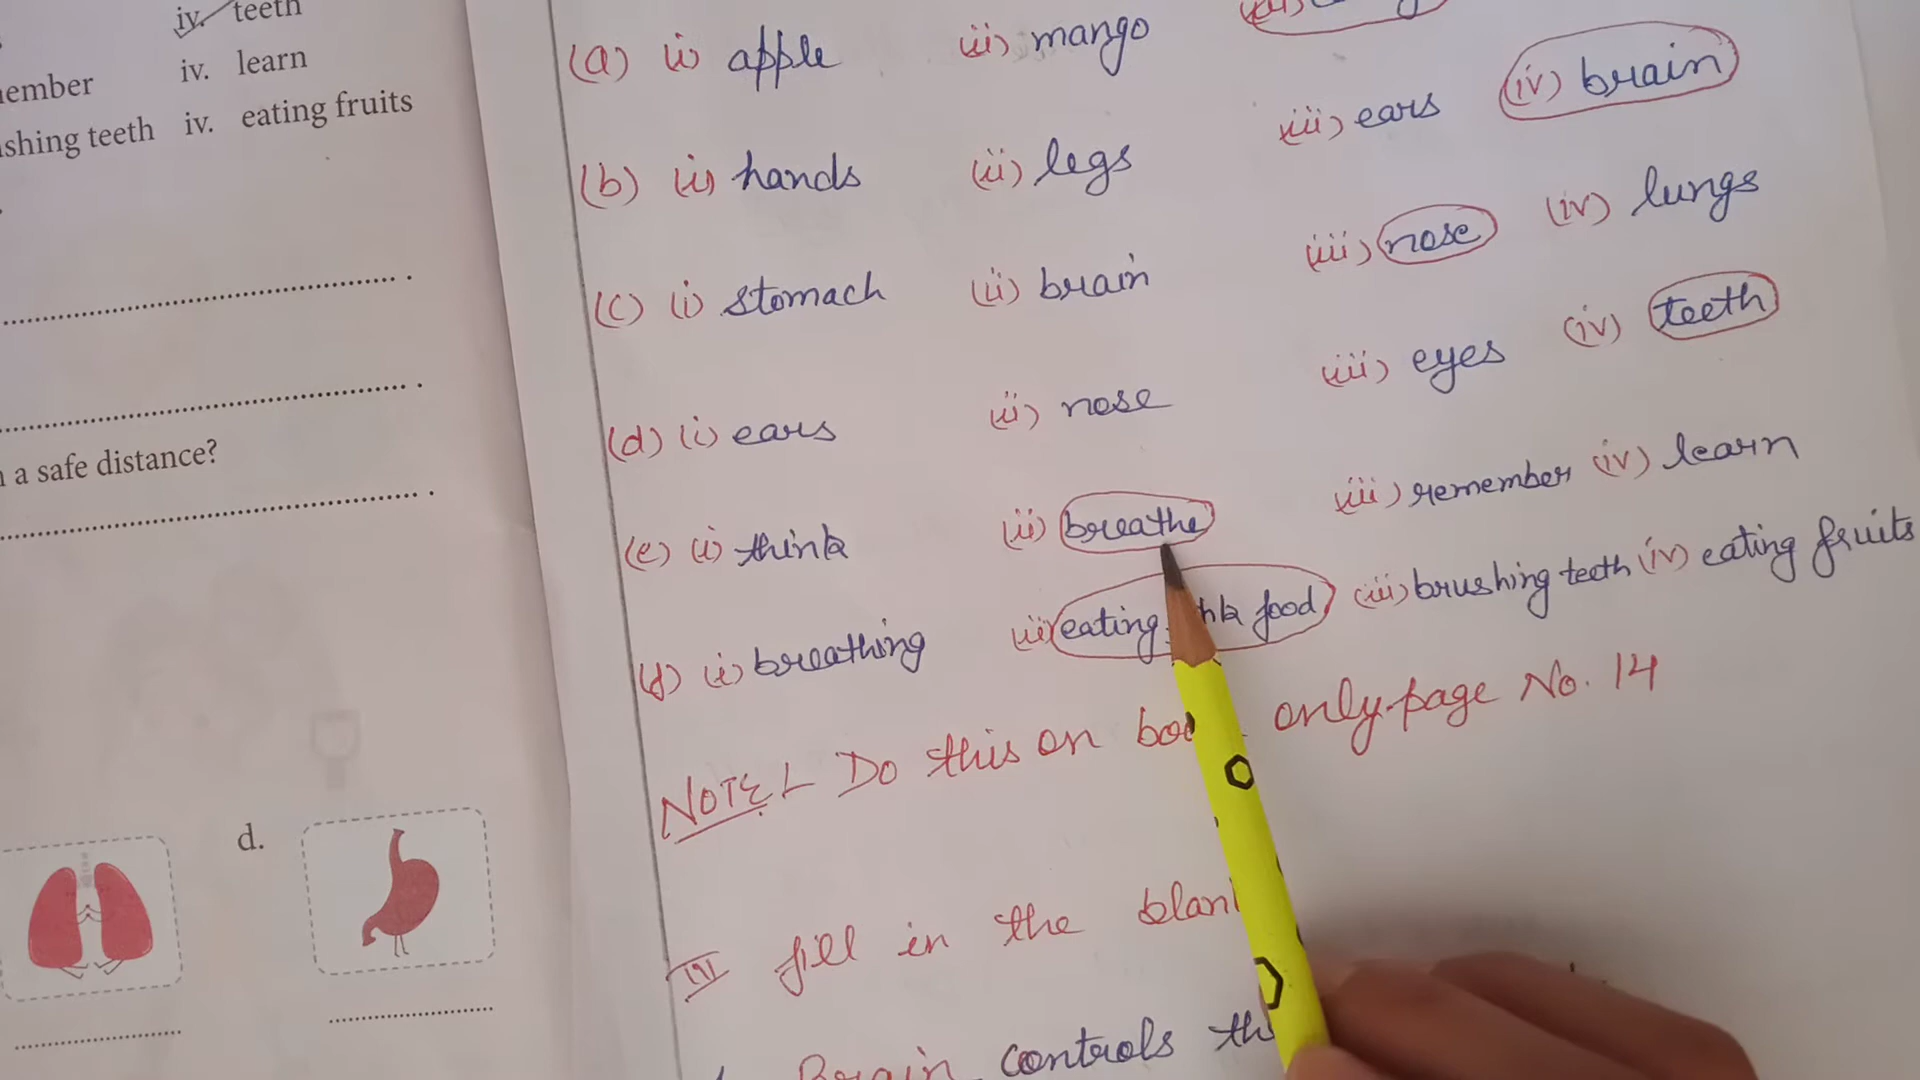 iv. teeth
iv. learn
shing teeth iv. eating fruits
a safe distance?
d.
(a) (i) apple (ii) mango
(b) (i) hands (ii) legs (iii) ears (iv) brain
(c) (i) stomach (ii) brain (iii) nose (iv) lungs
(d) (i) ears (ii) nose (iii) eyes (iv) teeth
(e) (i) think (ii) breathe (iii) remember (iv) learn
(f) (i) breathing (ii) eating food (iii) brushing teeth (iv) eating fruits
NOTE:- Do this on only page No. 14
IV fill in the
Brain controls